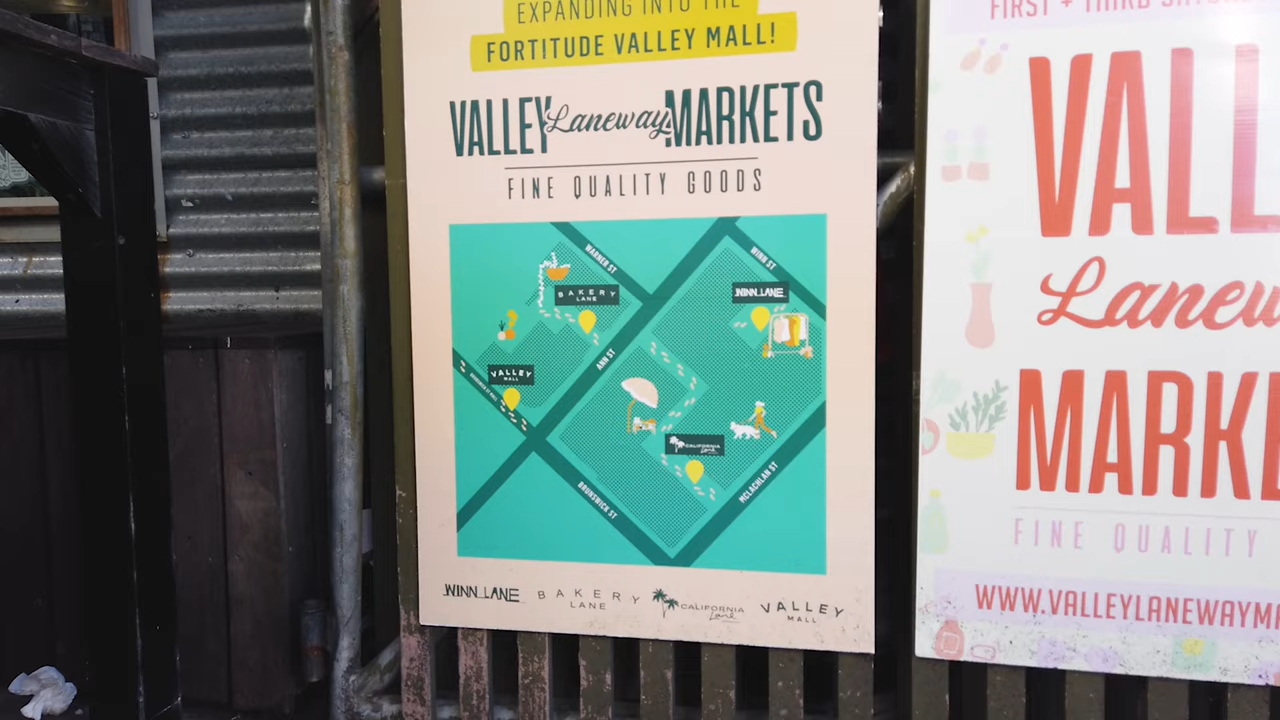 EXPANDING INTO THE
FORTITUDE VALLEY MALL!
VALLEY Laneway MARKETS
FINE QUALITY GOODS
WARNER ST
WINN ST
BAKERY
LANE
WINN LANE
ANN ST
VALLEY
MALL
CALIFORNIA
Lane
BRUNSWICK ST
MCLACHLAN ST
WINN LANE
BAKERY
LANE
CALIFORNIA
Lane
VALLEY
MALL
FIRST + THIRD
VALL
Lanew
MARKE
FINE QUALITY
WWW.VALLEYLANEWAYM